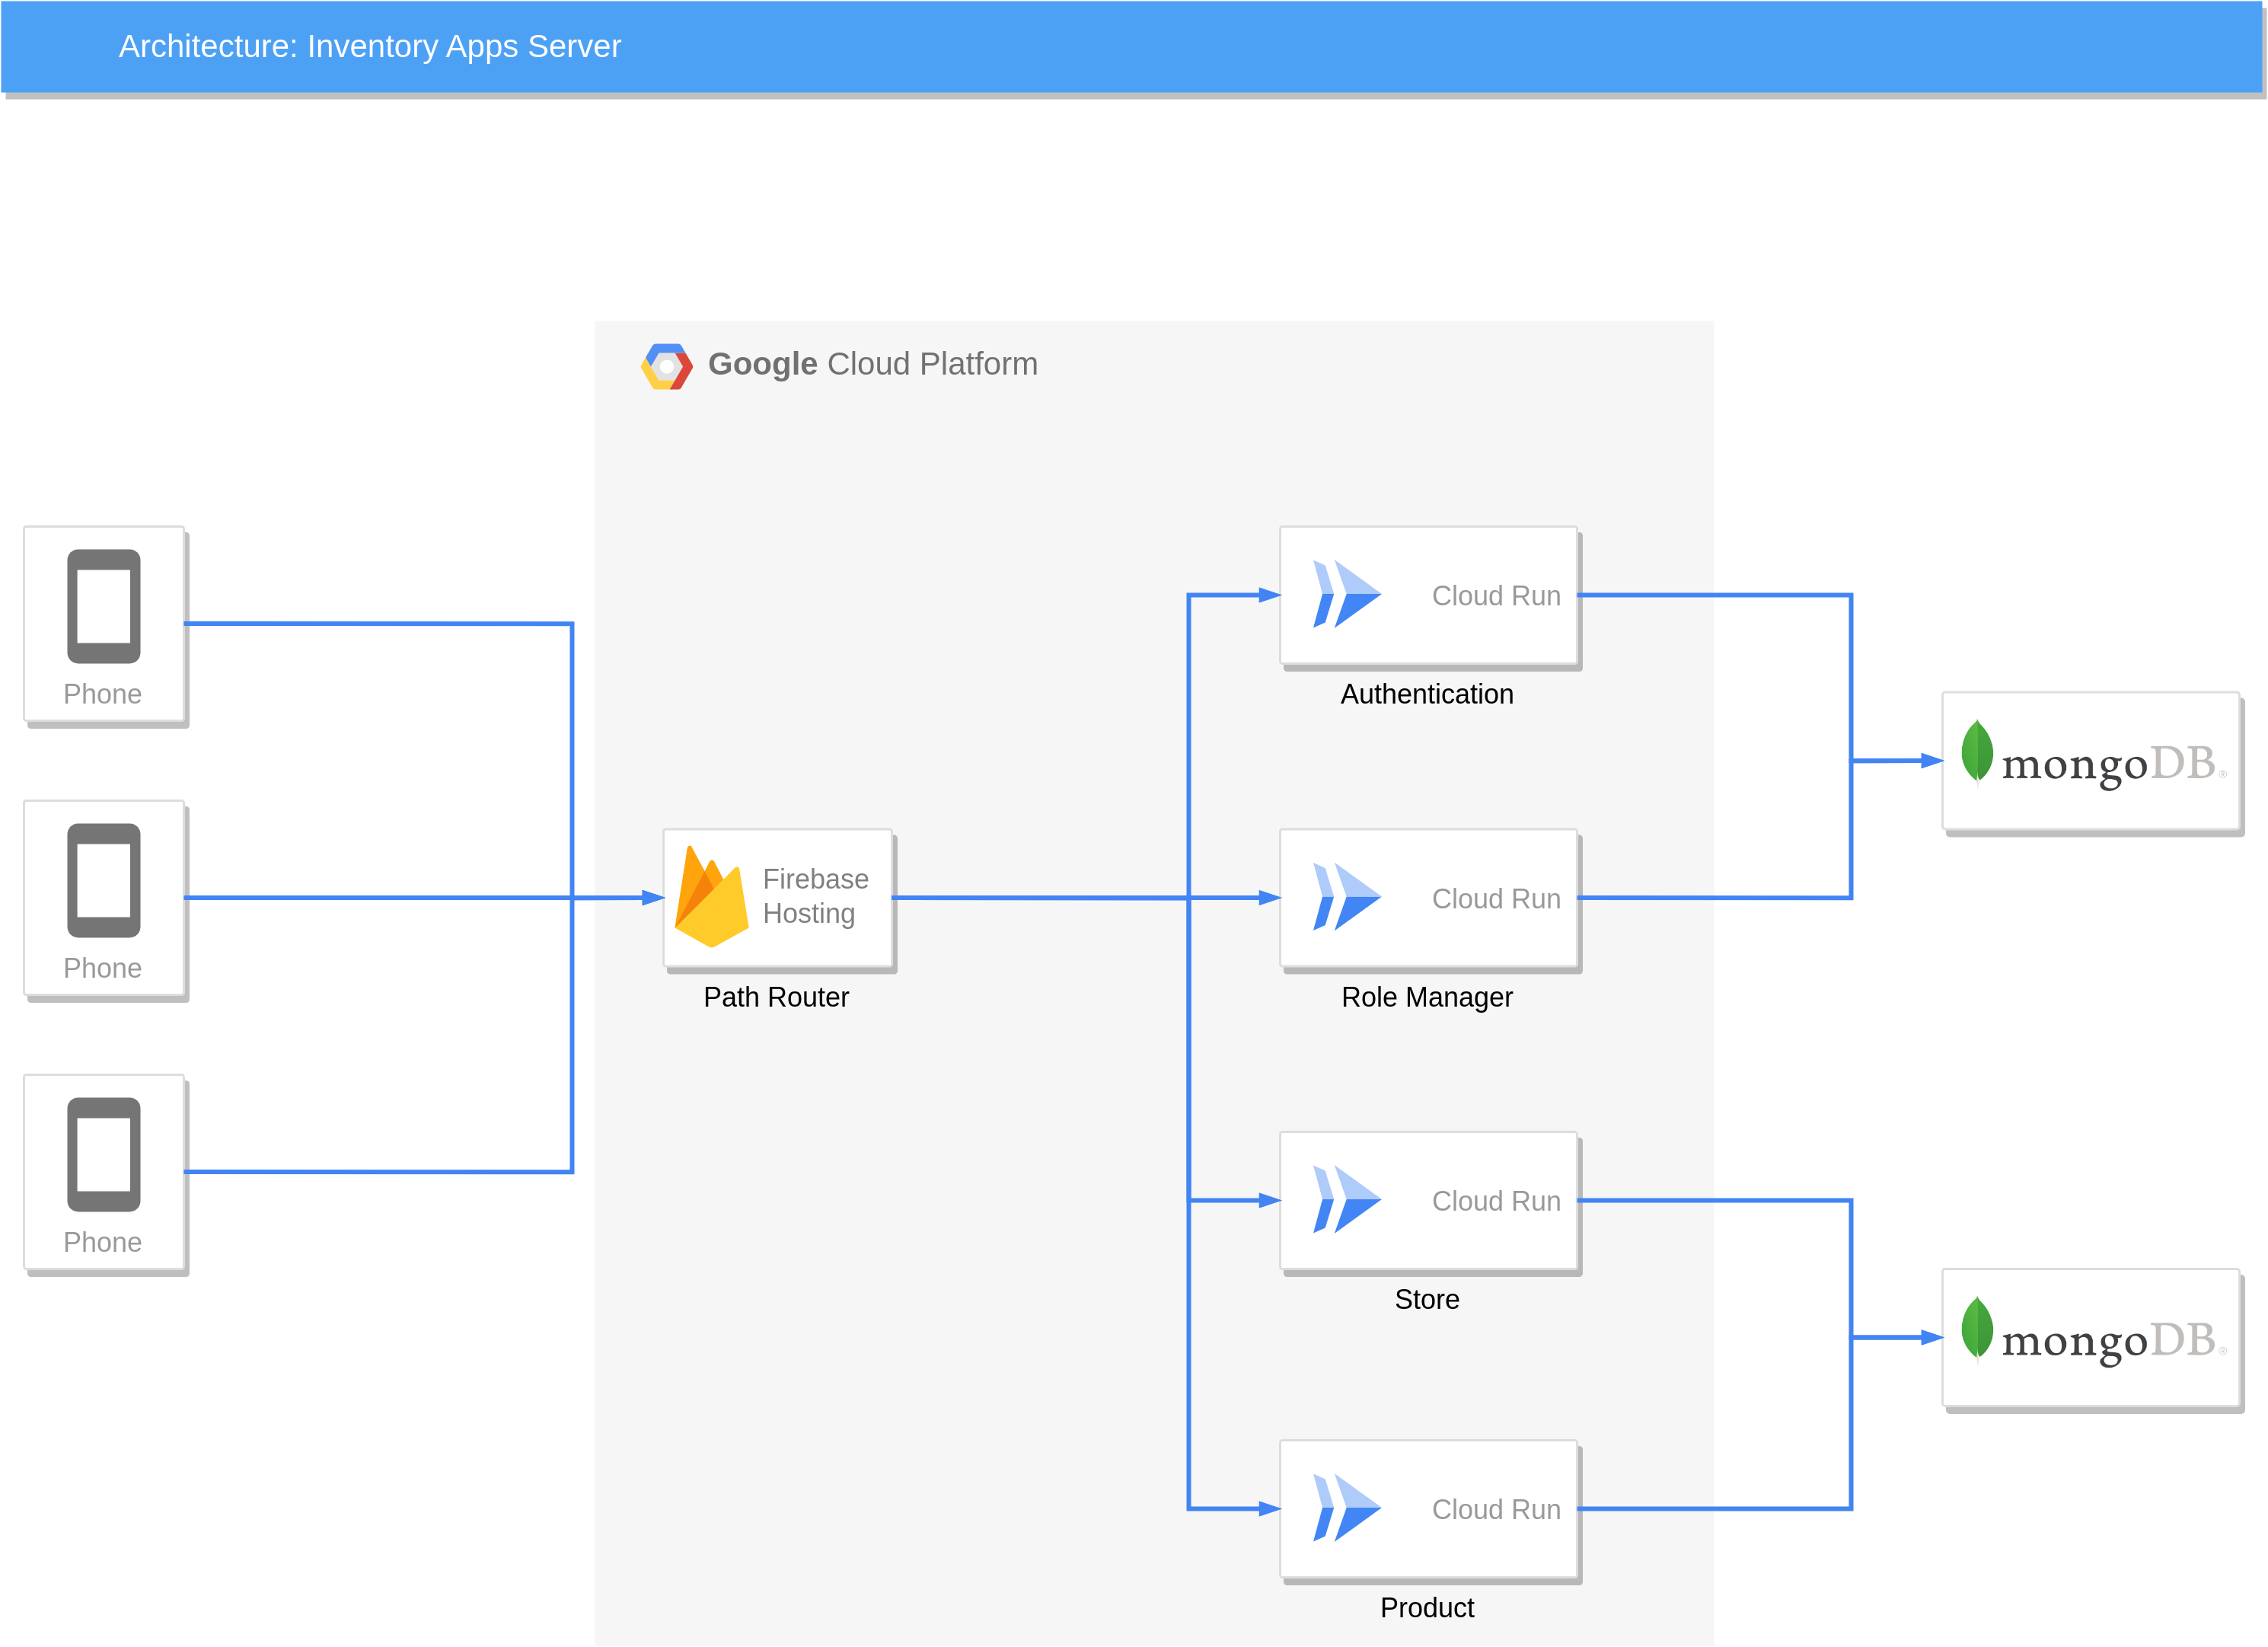 Architecture: Inventory Apps Server
Google Cloud Platform
Phone
Phone
Phone
Firebase
Hosting
Path Router
Cloud Run
Authentication
Cloud Run
Role Manager
Cloud Run
Store
Cloud Run
Product
mongoDB®
mongoDB®